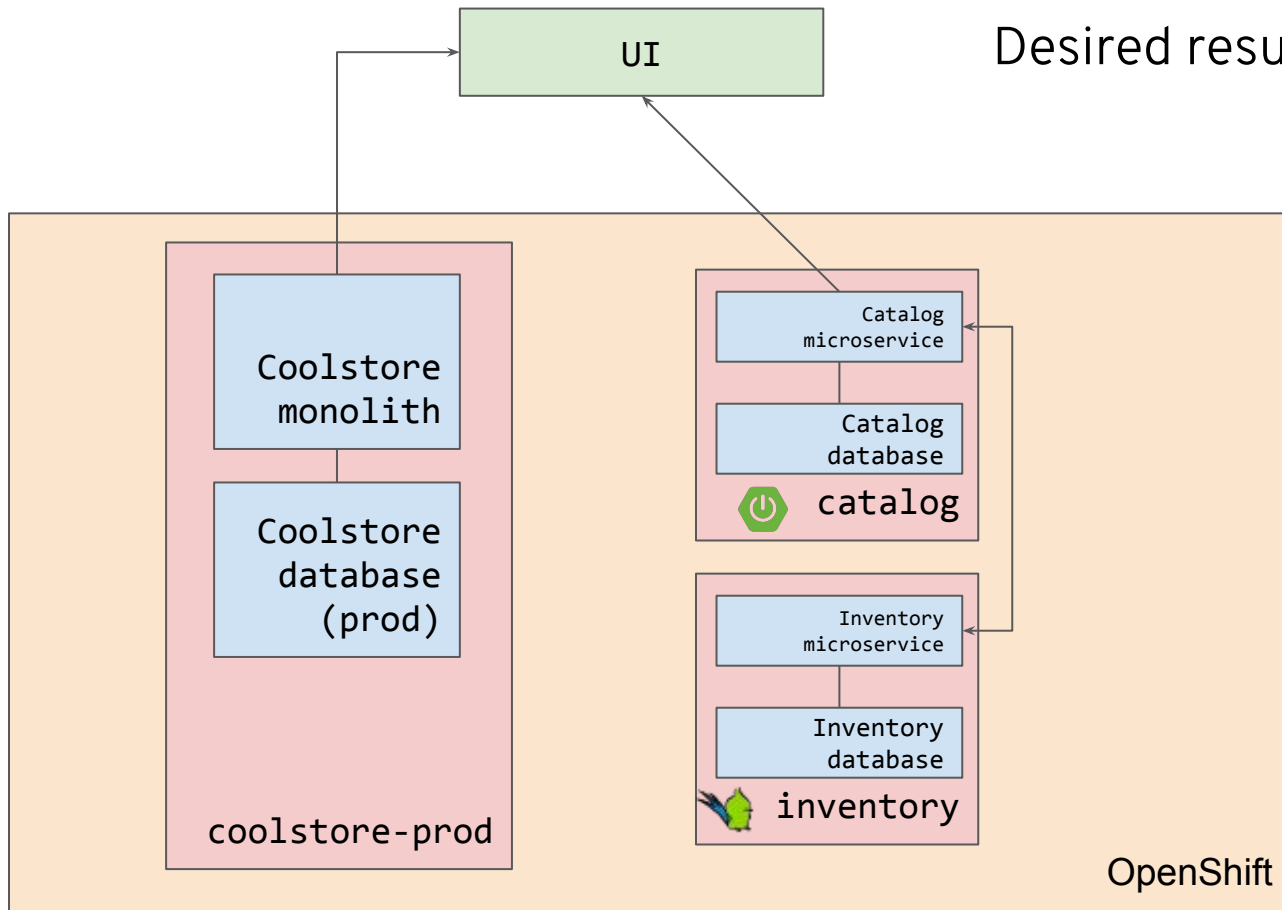 UI
Desired resu
Coolstore
monolith
Coolstore
database
(prod)
coolstore-prod
Catalog
microservice
Catalog
database
catalog
Inventory
microservice
Inventory
database
inventory
OpenShift